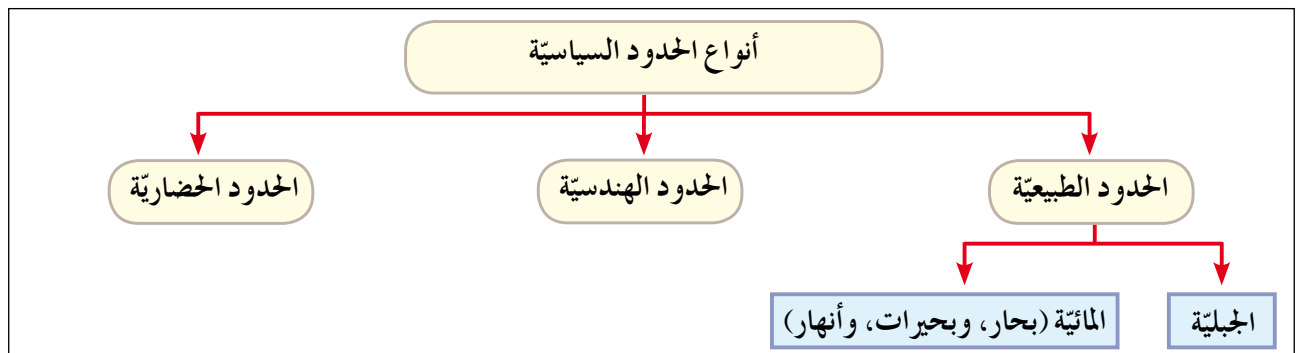 أنواع الحدود السياسيّة
الحدود الطبيعيّة
الحدود الهندسيّة
الحدود الحضاريّة
الجبليّة
المائيّة (بحار، وبحيرات، وأنهار)